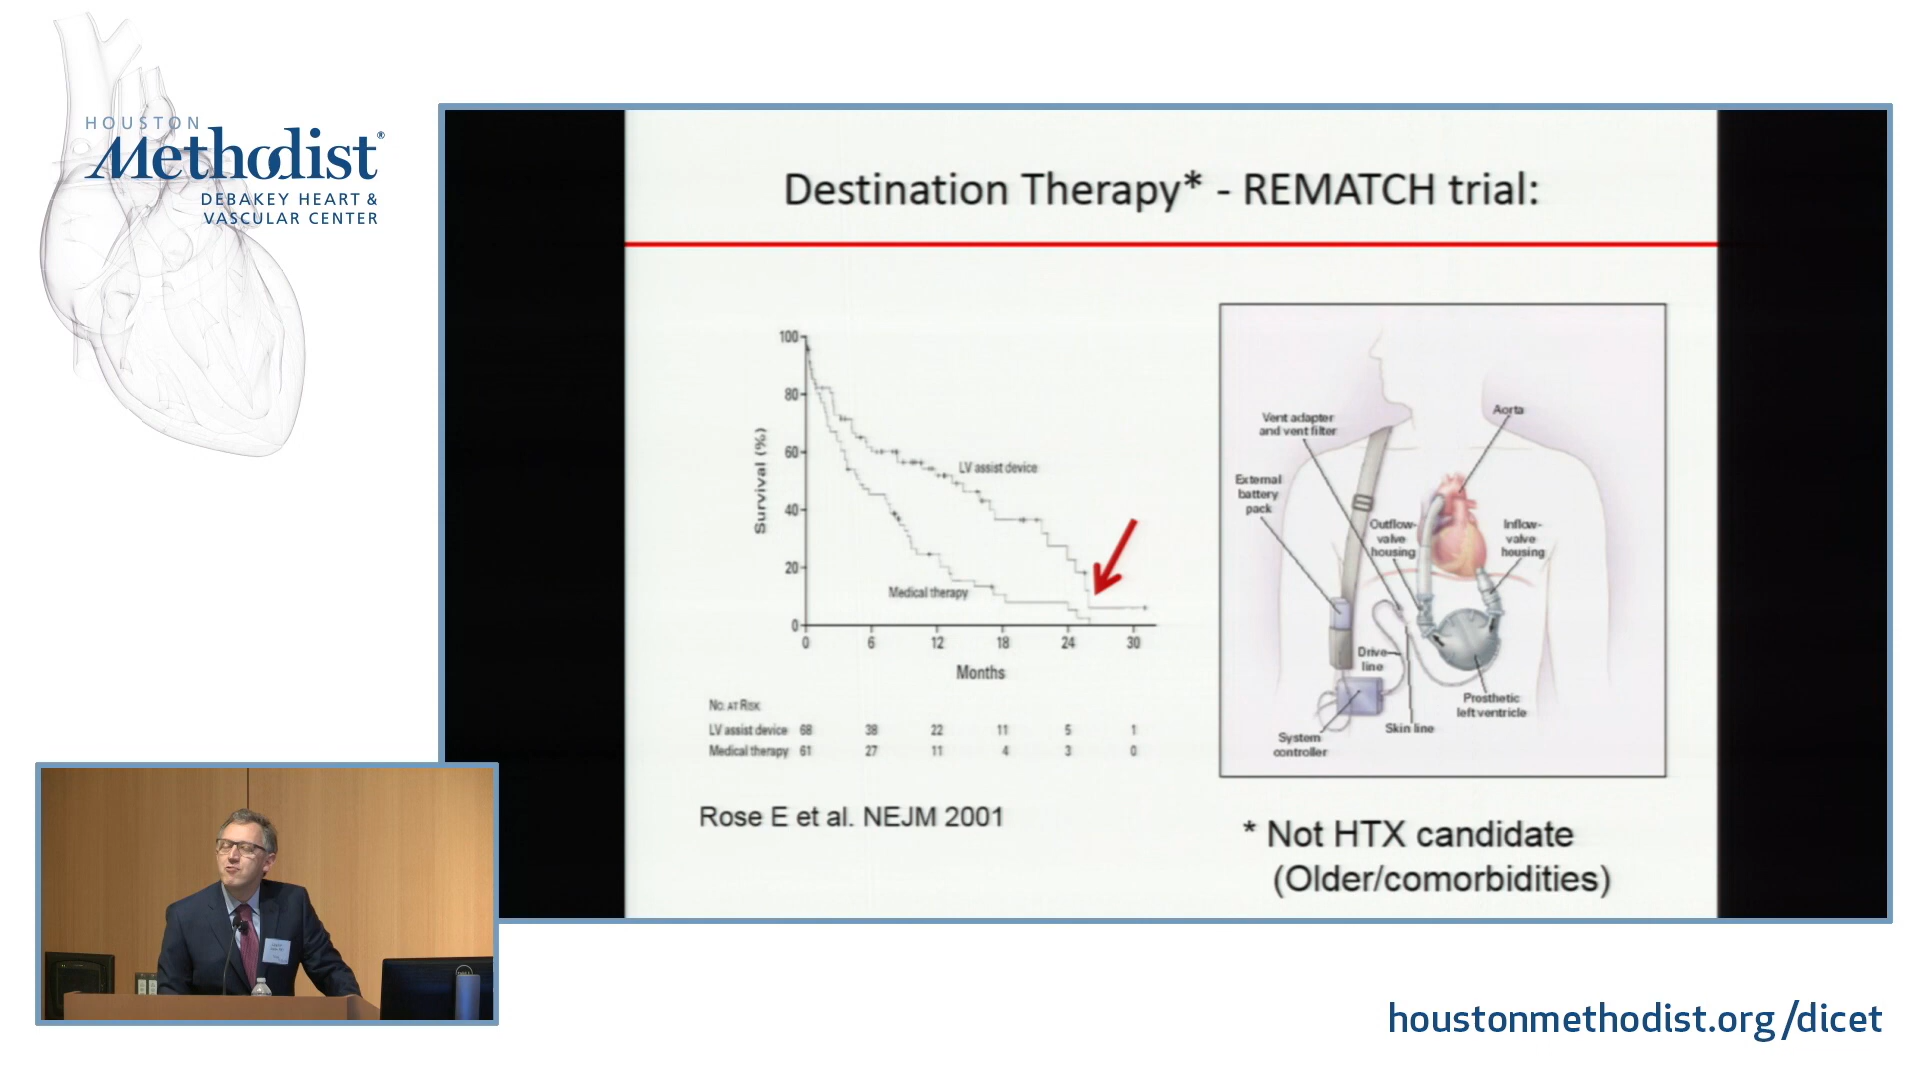 HOUSTON
Methodist®
DEBAKEY HEART &
VASCULAR CENTER
Destination Therapy* - REMATCH trial:
100
80
60
40
20
0
Survival (%)
LV assist device
Medical therapy
0 6 12 18 24 30
Months
No. AT RISK
LV assist device 68 38 22 11 5 1
Medical therapy 61 27 11 4 3 0
Rose E et al. NEJM 2001
Vent adapter
and vent filter
Aorta
External
battery
pack
Outflow-
valve
housing
Inflow-
valve
housing
Drive
line
Prosthetic
left ventricle
Skin line
System
controller
* Not HTX candidate
(Older/comorbidities)
houstonmethodist.org/dicet